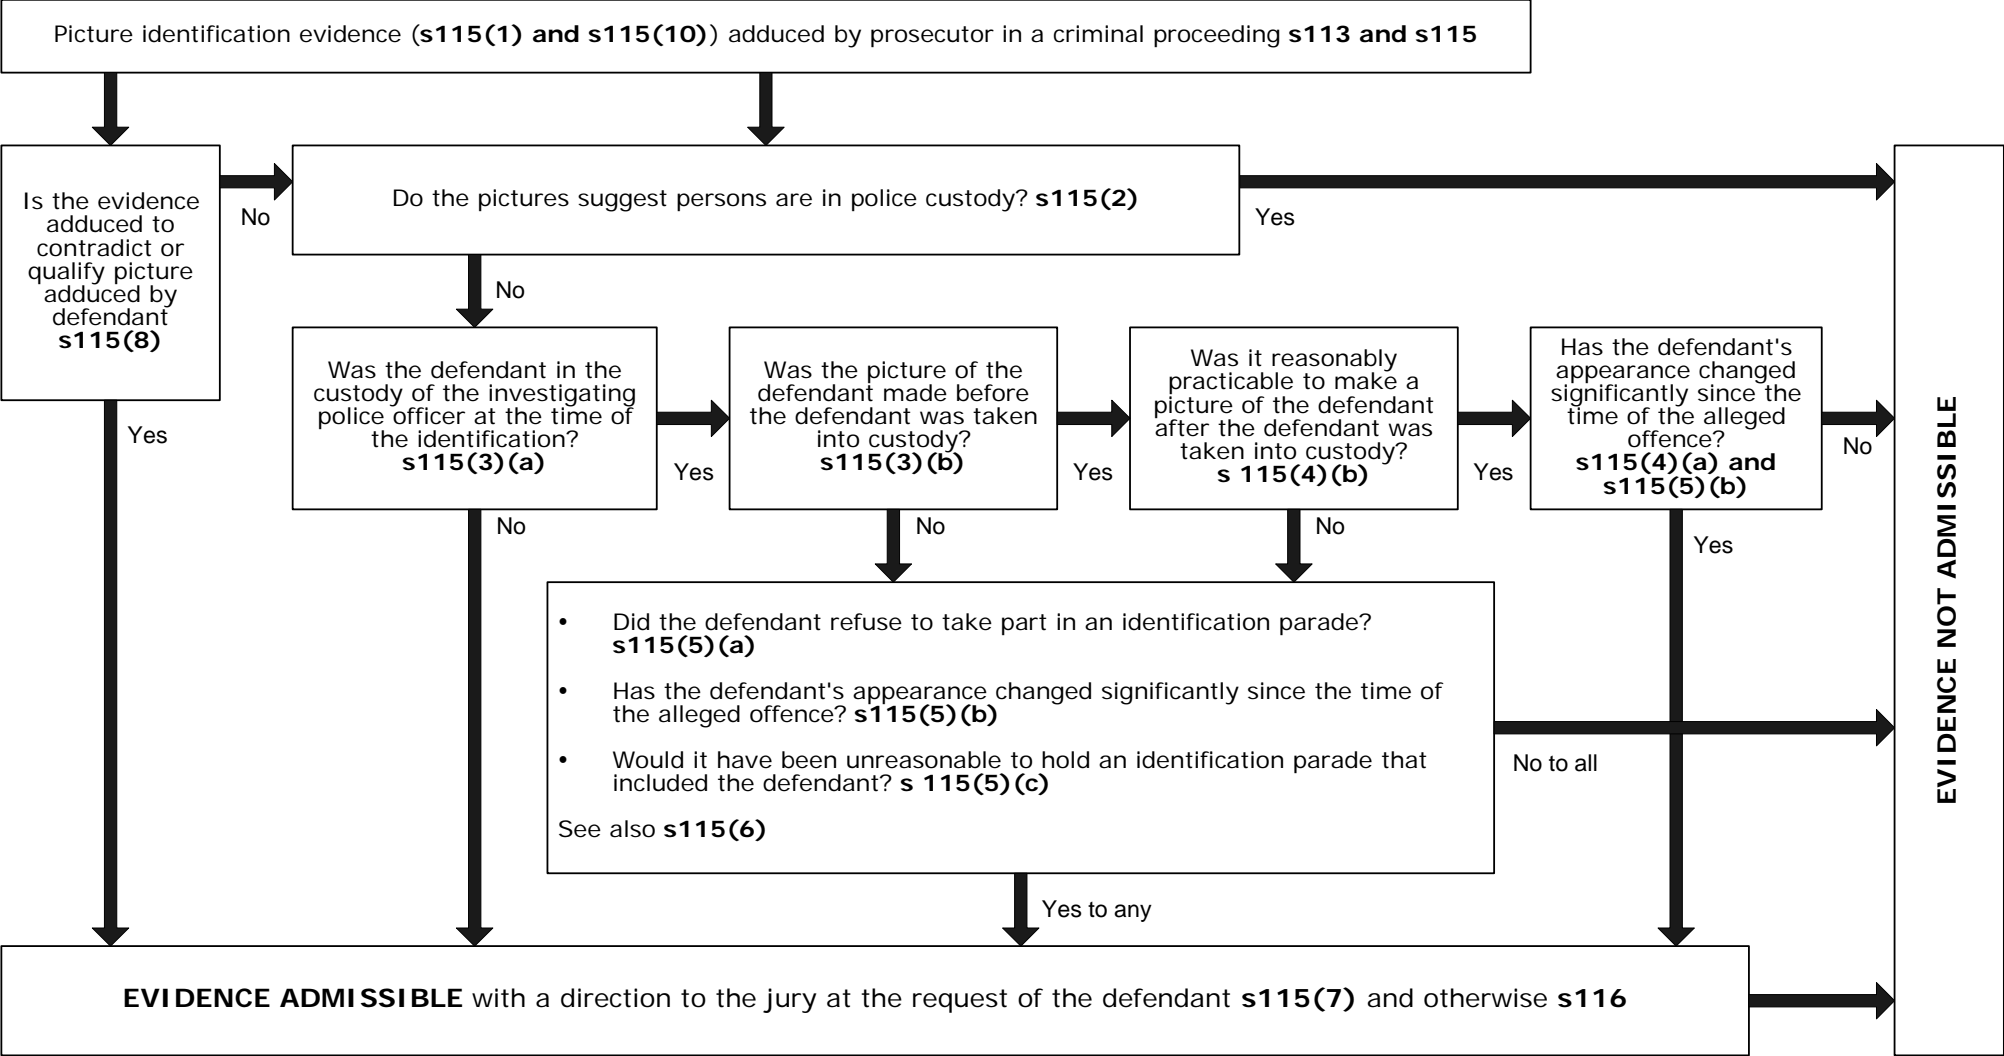 Picture identification evidence (s115(1) and s115(10)) adduced by prosecutor in a criminal proceeding s113 and s115
Is the evidence
adduced to
contradict or
qualify picture
adduced by
defendant
s115(8)
No
Do the pictures suggest persons are in police custody? s115(2)
Yes
No
Yes
Was the defendant in the
custody of the investigating
police officer at the time of
the identification?
s115(3)(a)
Yes
Was the picture of the
defendant made before
the defendant was taken
into custody?
s115(3)(b)
Yes
Was it reasonably
practicable to make a
picture of the defendant
after the defendant was
taken into custody?
s 115(4)(b)
Yes
Has the defendant's
appearance changed
significantly since the
time of the alleged
offence?
s115(4)(a) and
s115(5)(b)
No
No
No
No
Yes
• Did the defendant refuse to take part in an identification parade?
s115(5)(a)
• Has the defendant's appearance changed significantly since the time of
the alleged offence? s115(5)(b)
• Would it have been unreasonable to hold an identification parade that
included the defendant? s 115(5)(c)
See also s115(6)
No to all
Yes to any
EVIDENCE ADMISSIBLE with a direction to the jury at the request of the defendant s115(7) and otherwise s116
EVIDENCE NOT ADMISSIBLE